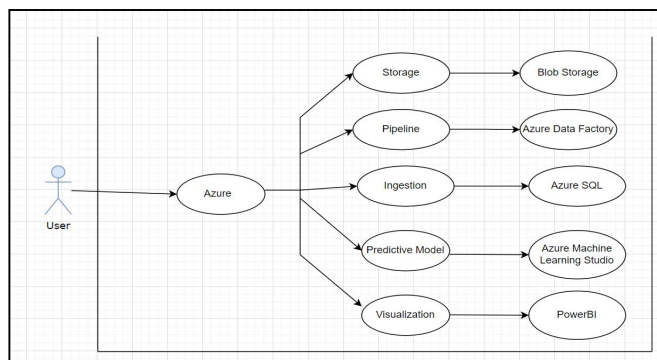 Storage
Blob Storage
Pipeline
Azure Data Factory
User
Azure
Ingestion
Azure SQL
Predictive Model
Azure Machine
Learning Studio
Visualization
PowerBI